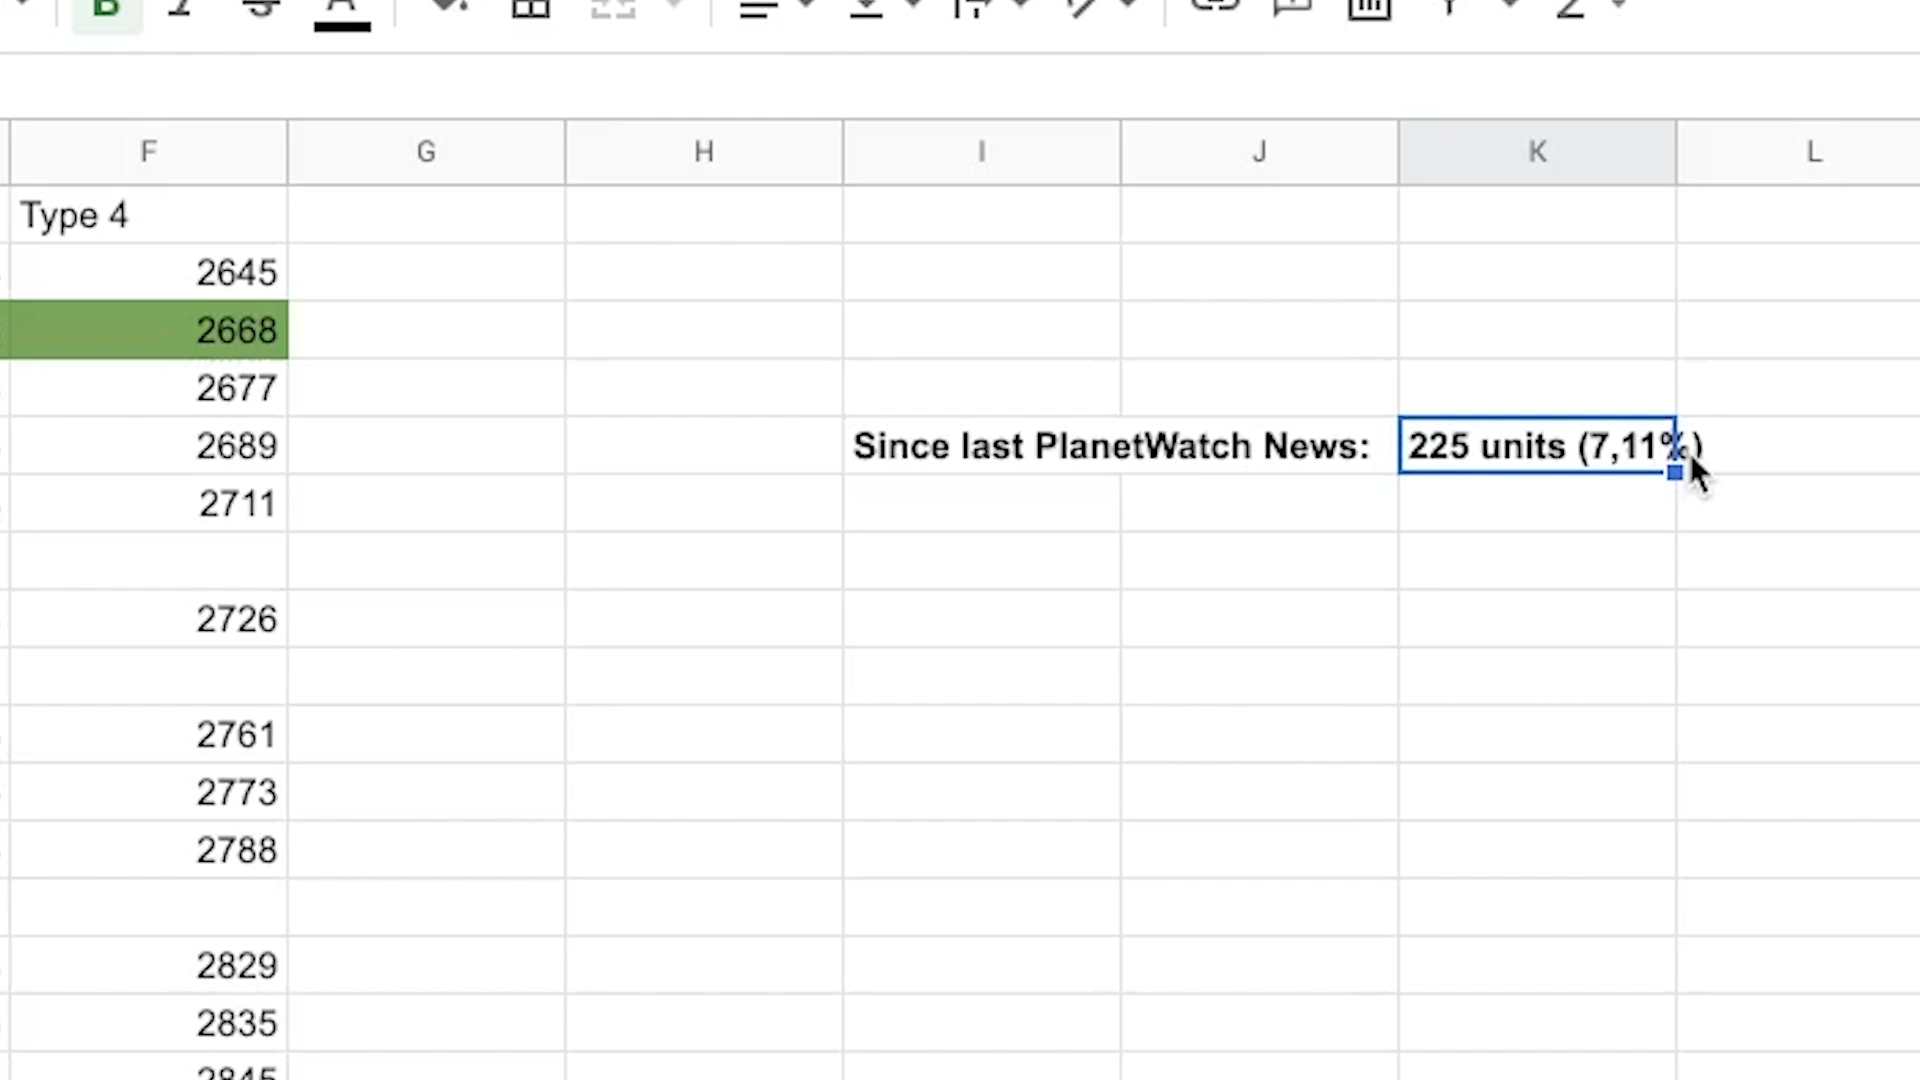 B I S A
F G H I J K L
Type 4
2645
2668
2677
2689 Since last PlanetWatch News: 225 units (7,11%)
2711
2726
2761
2773
2788
2829
2835
2845